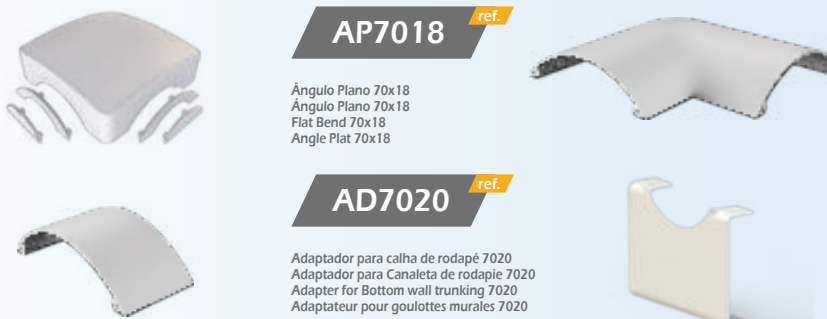 AP7018
ref.
Ângulo Plano 70x18
Ángulo Plano 70x18
Flat Bend 70x18
Angle Plat 70x18
AD7020
ref.
Adaptador para calha de rodapé 7020
Adaptador para Canaleta de rodapie 7020
Adapter for Bottom wall trunking 7020
Adaptateur pour goulottes murales 7020